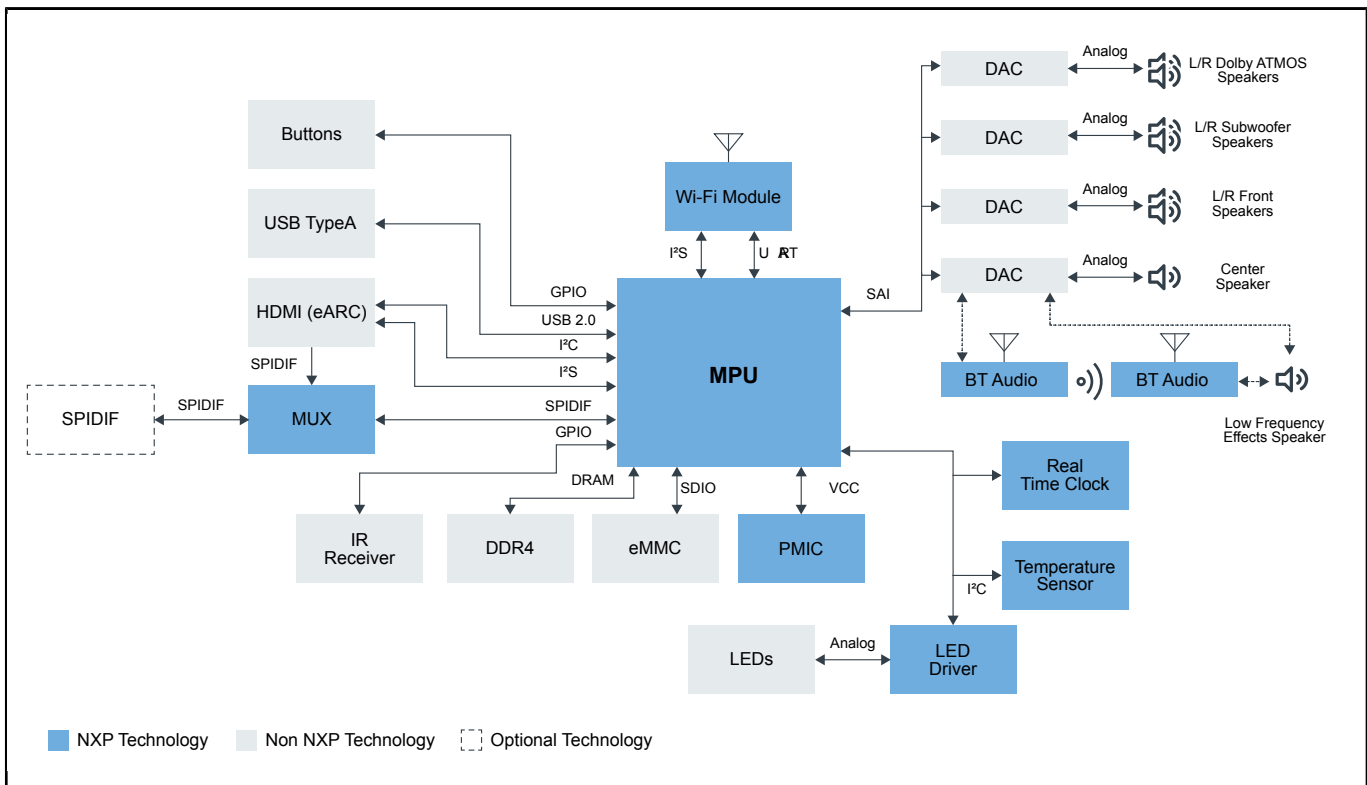 Analog
DAC
L/R Dolby ATMOS
Speakers
Buttons
Analog
DAC
L/R Subwoofer
Speakers
Wi-Fi Module
Analog
DAC
L/R Front
Speakers
USB TypeA
I²S
UART
Analog
DAC
Center
Speaker
GPIO
SAI
HDMI (eARC)
USB 2.0
I²C
SPIDIF
I²S
MPU
BT Audio
BT Audio
SPIDIF
SPIDIF
MUX
SPIDIF
GPIO
Low Frequency
Effects Speaker
DRAM
SDIO
VCC
Real
Time Clock
IR
Receiver
DDR4
eMMC
PMIC
Temperature
Sensor
I²C
LEDs
Analog
LED
Driver
NXP Technology
Non NXP Technology
Optional Technology